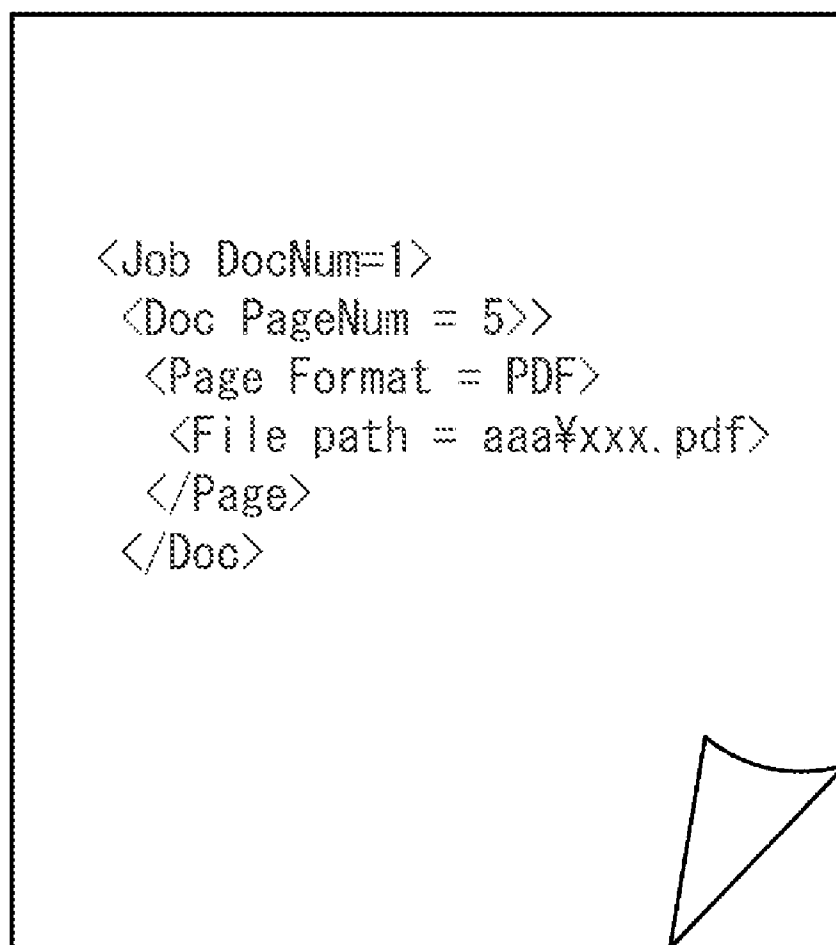 <Job DocNum=1>
<Doc PageNum = 5>>
<Page Format = PDF>
<File path = aaa¥xxx.pdf>
</Page>
</Doc>